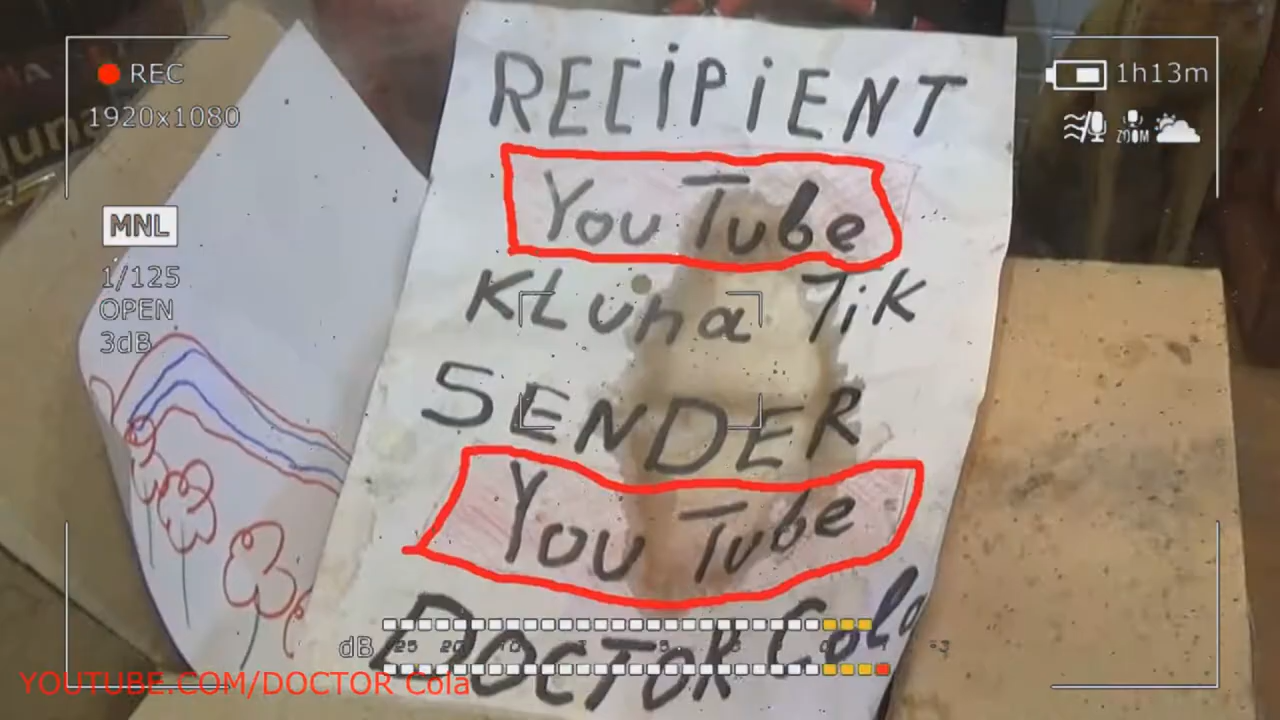 REC
1920x1080
1h13m
ZOOM
MNL
1/125
OPEN
3dB
RECIPIENT
YouTube
Kluna Tik
SENDER
YouTube
DOCTOR Cola
dB
YOUTUBE.COM/DOCTOR Cola